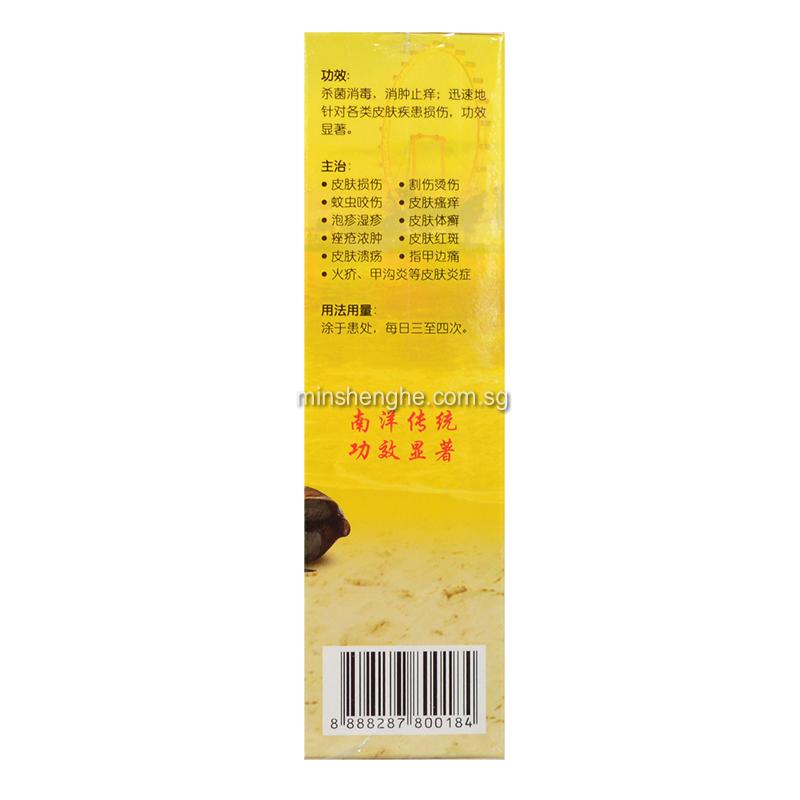 功效:
杀菌消毒，消肿止痒；迅速地
针对各类皮肤疾患损伤，功效
显著。
主治:
• 皮肤损伤 • 割伤烫伤
• 蚊虫咬伤 • 皮肤瘙痒
• 泡疹湿疹 • 皮肤体癣
• 痤疮浓肿 • 皮肤红斑
• 皮肤溃疡 • 指甲边痛
• 火疥、甲沟炎等皮肤炎症
用法用量:
涂于患处，每日三至四次。
minshenghe.com.sg
南洋传统
功效显著
8 888287 800184